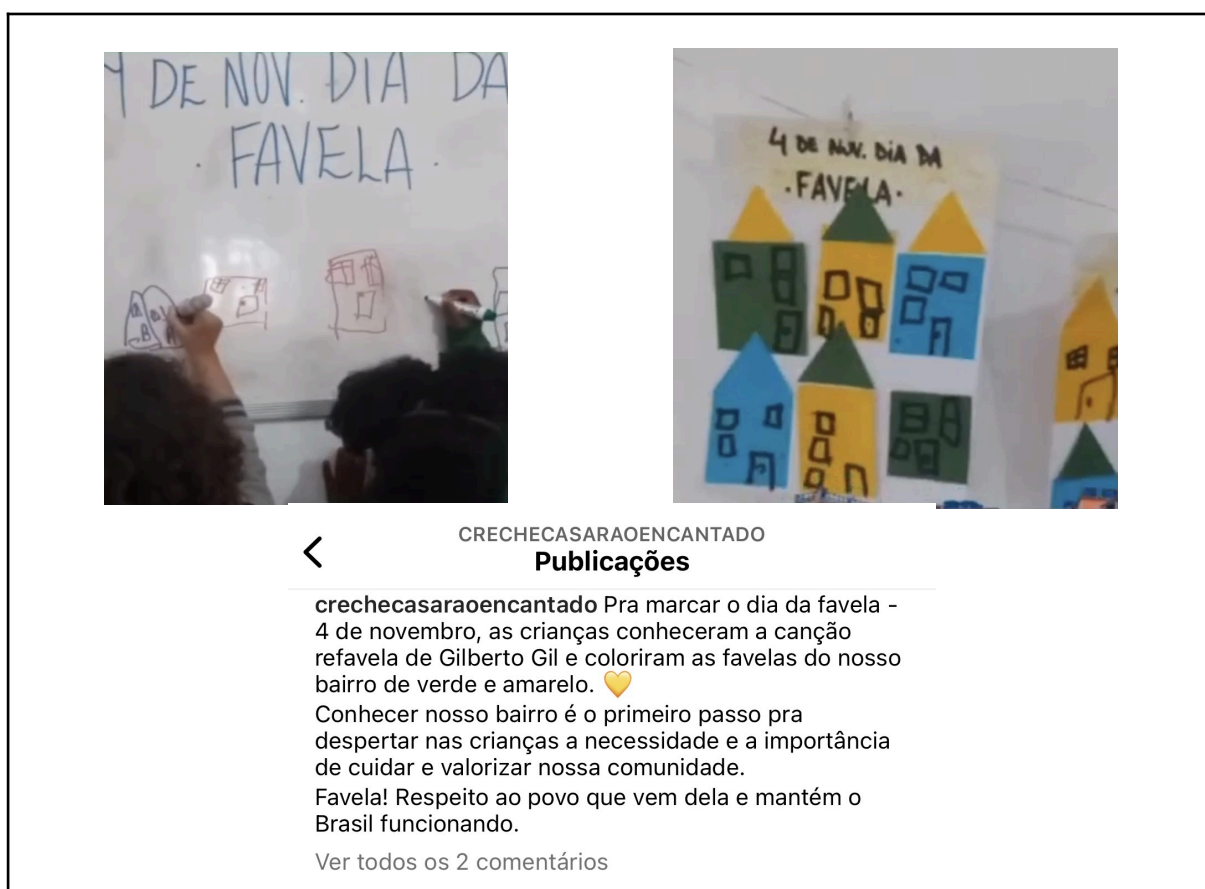 4 DE NOV. DIA DA
. FAVELA .
4 DE NOV. DIA DA
. FAVELA .
CRECHECASARAOENCANTADO
Publicações
crechecasaraoencantado Pra marcar o dia da favela -
4 de novembro, as crianças conheceram a canção
refavela de Gilberto Gil e coloriram as favelas do nosso
bairro de verde e amarelo. 💛
Conhecer nosso bairro é o primeiro passo pra
despertar nas crianças a necessidade e a importância
de cuidar e valorizar nossa comunidade.
Favela! Respeito ao povo que vem dela e mantém o
Brasil funcionando.
Ver todos os 2 comentários